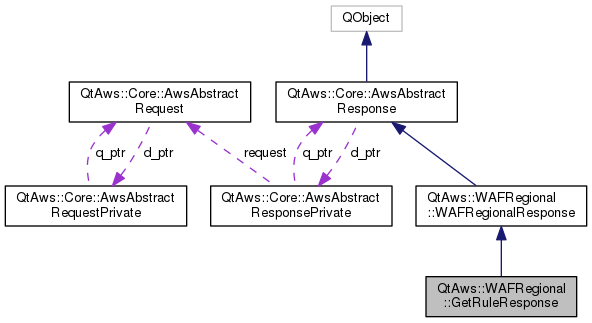 QObject
QtAws::Core::AwsAbstract
Request
QtAws::Core::AwsAbstract
Response
q_ptr
d_ptr
request
q_ptr
d_ptr
QtAws::Core::AwsAbstract
RequestPrivate
QtAws::Core::AwsAbstract
ResponsePrivate
QtAws::WAFRegional
::WAFRegionalResponse
QtAws::WAFRegional
::GetRuleResponse